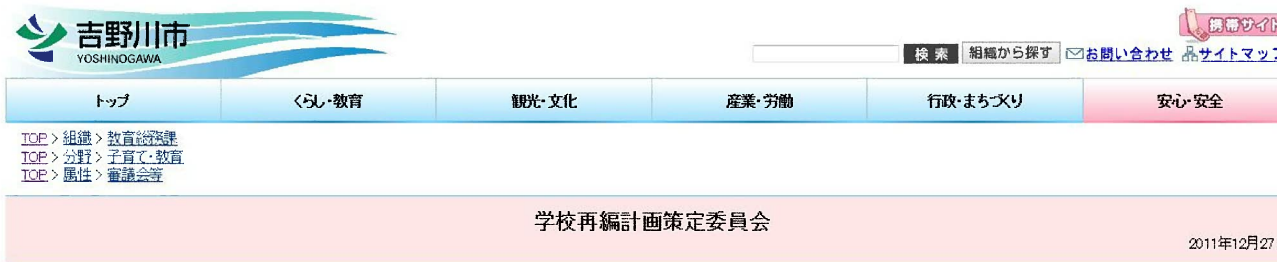 吉野川市
YOSHINOGAWA
携帯サイト
検索 組織から探す お問い合わせ サイトマップ
トップ くらし・教育 観光・文化 産業・労働 行政・まちづくり 安心・安全
TOP > 組織 > 教育総務課
TOP > 分野 > 子育て・教育
TOP > 属性 > 審議会等
学校再編計画策定委員会
2011年12月27